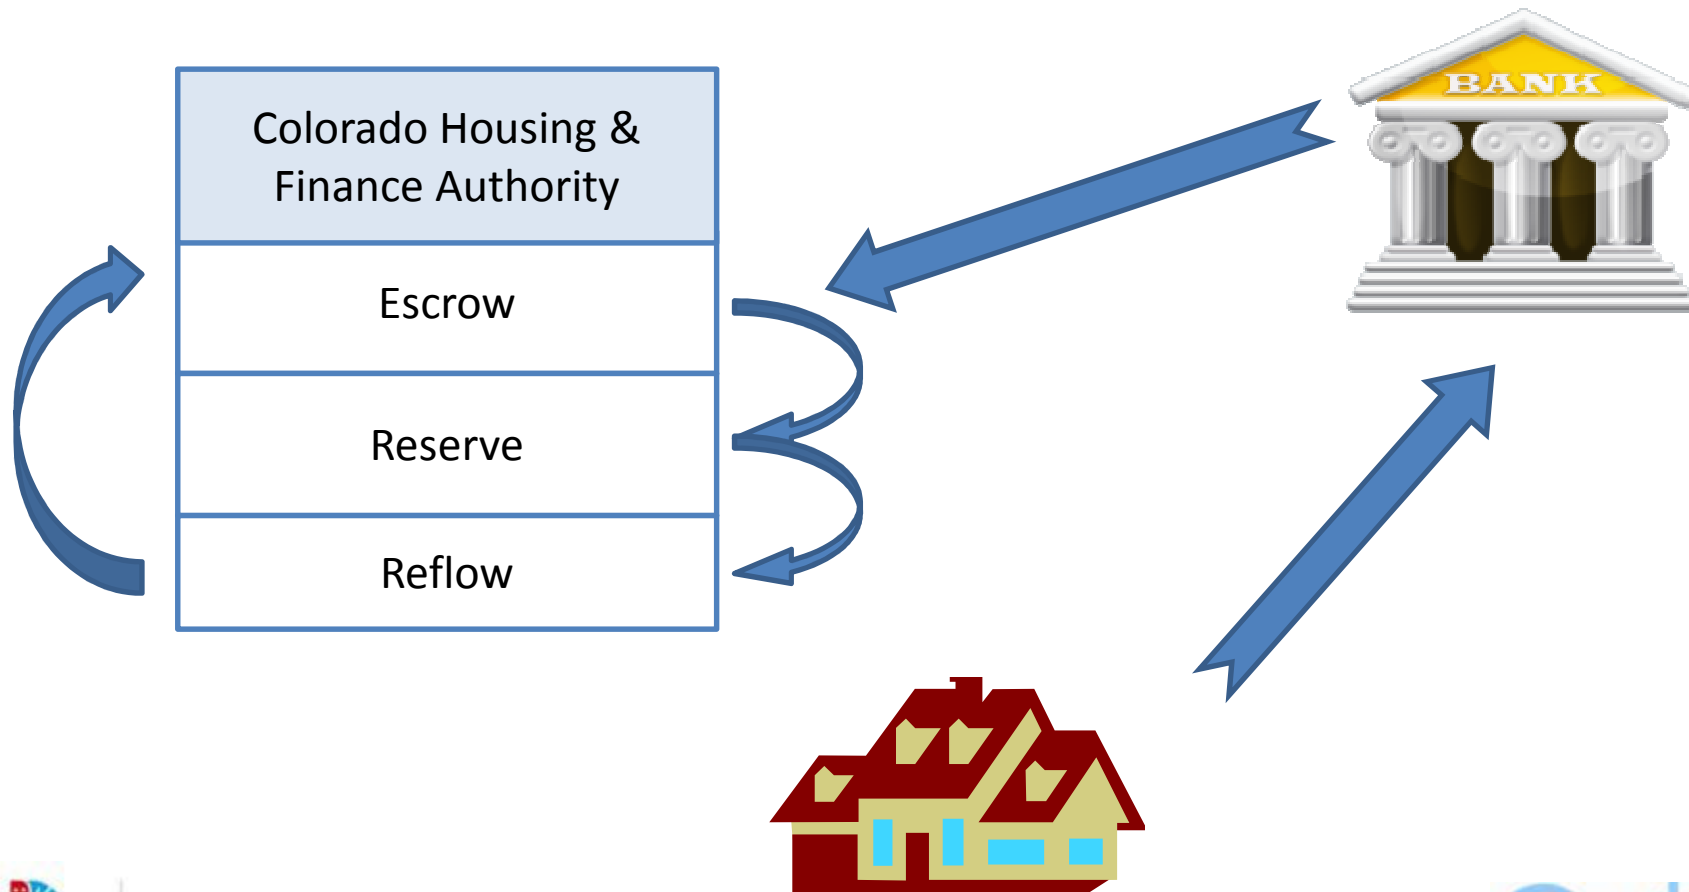 Colorado Housing &
Finance Authority
Escrow
Reserve
Reflow
BANK